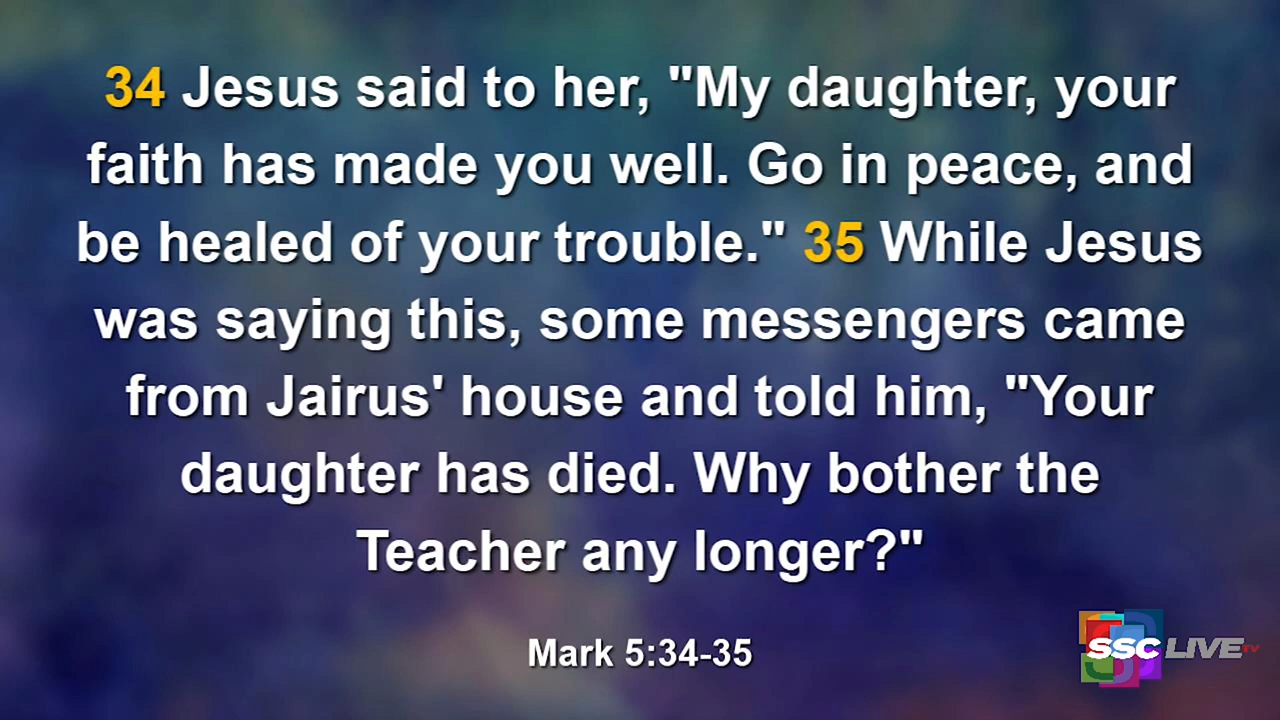 34 Jesus said to her, "My daughter, your
faith has made you well. Go in peace, and
be healed of your trouble." 35 While Jesus
was saying this, some messengers came
from Jairus' house and told him, "Your
daughter has died. Why bother the
Teacher any longer?"
Mark 5:34-35
SSC LIVE TV